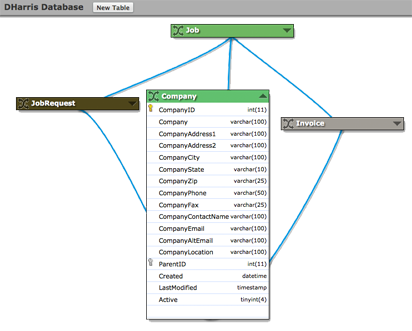 DHarris Database New Table
Job
JobRequest
Company
Invoice
CompanyID int(11)
Company varchar(100)
CompanyAddress1 varchar(100)
CompanyAddress2 varchar(100)
CompanyCity varchar(100)
CompanyState varchar(10)
CompanyZip varchar(25)
CompanyPhone varchar(50)
CompanyFax varchar(25)
CompanyContactName varchar(100)
CompanyEmail varchar(100)
CompanyAltEmail varchar(100)
CompanyLocation varchar(100)
ParentID int(11)
Created datetime
LastModified timestamp
Active tinyint(4)